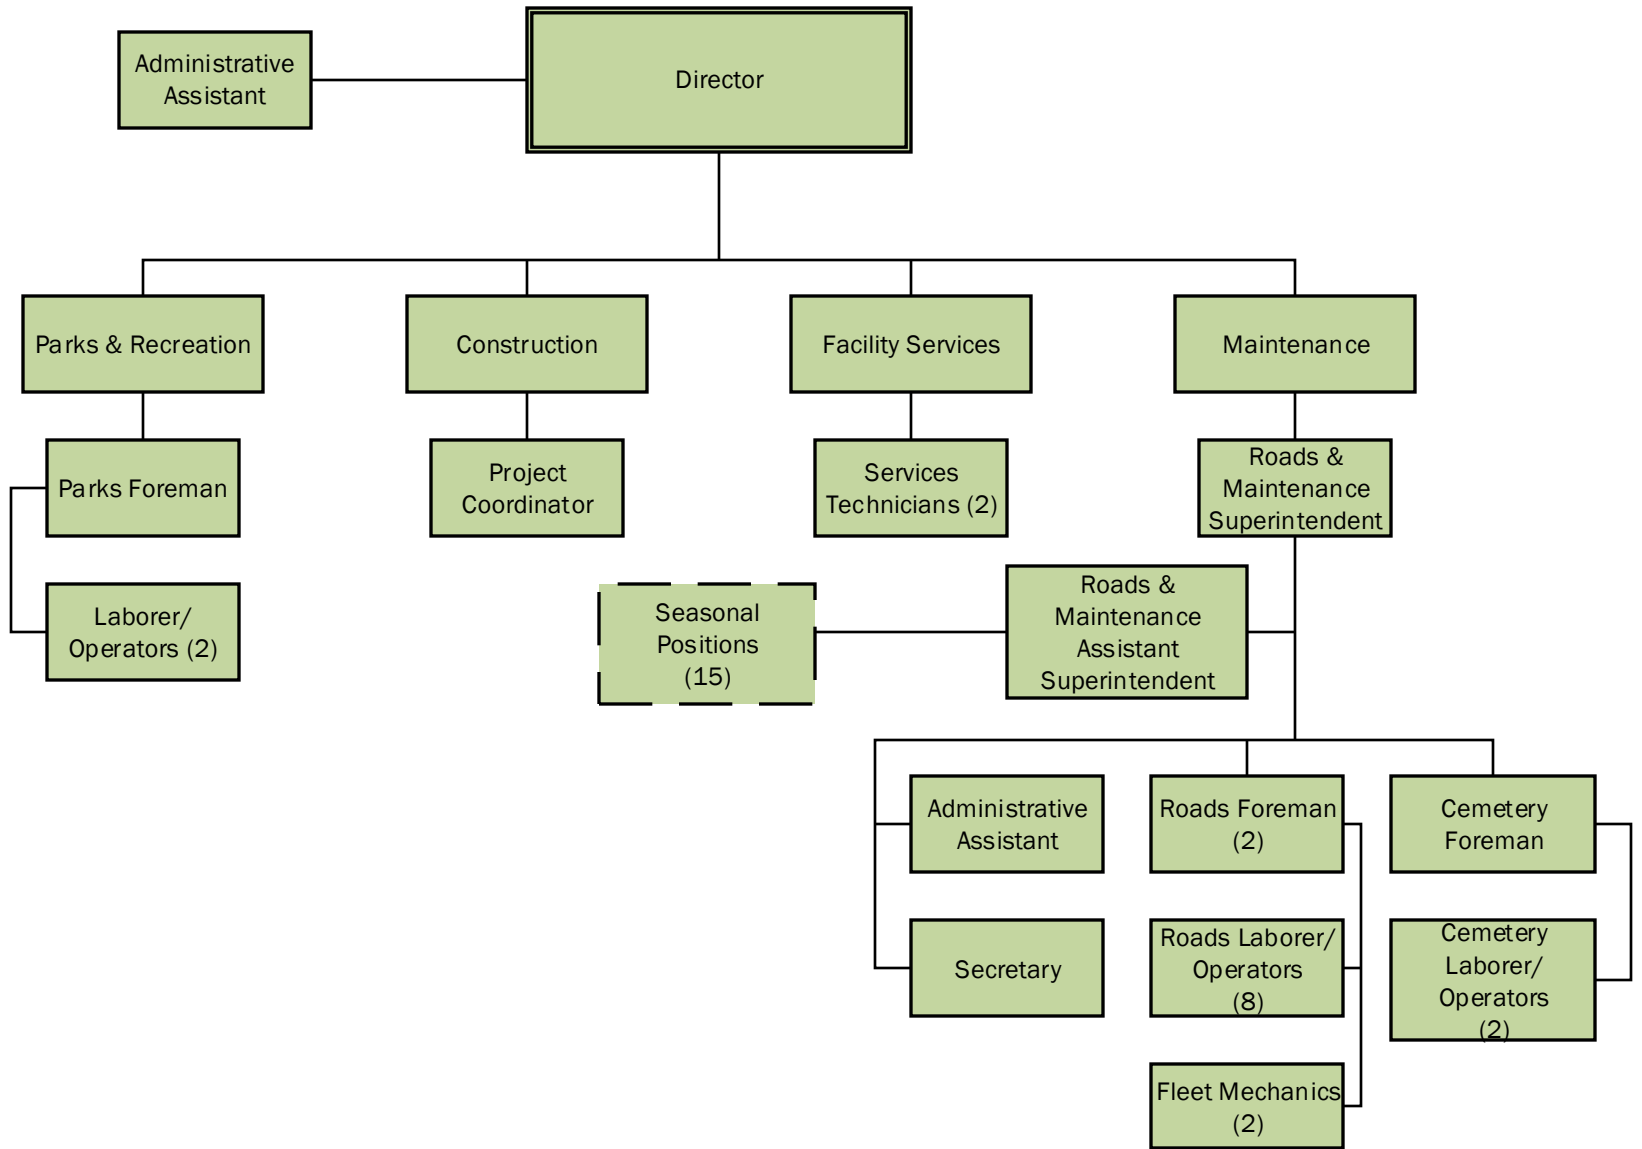 Administrative
Assistant
Director
Parks & Recreation
Construction
Facility Services
Maintenance
Parks Foreman
Project
Coordinator
Services
Technicians (2)
Roads &
Maintenance
Superintendent
Laborer/
Operators (2)
Seasonal
Positions
(15)
Roads &
Maintenance
Assistant
Superintendent
Administrative
Assistant
Roads Foreman
(2)
Cemetery
Foreman
Secretary
Roads Laborer/
Operators
(8)
Cemetery
Laborer/
Operators
(2)
Fleet Mechanics
(2)